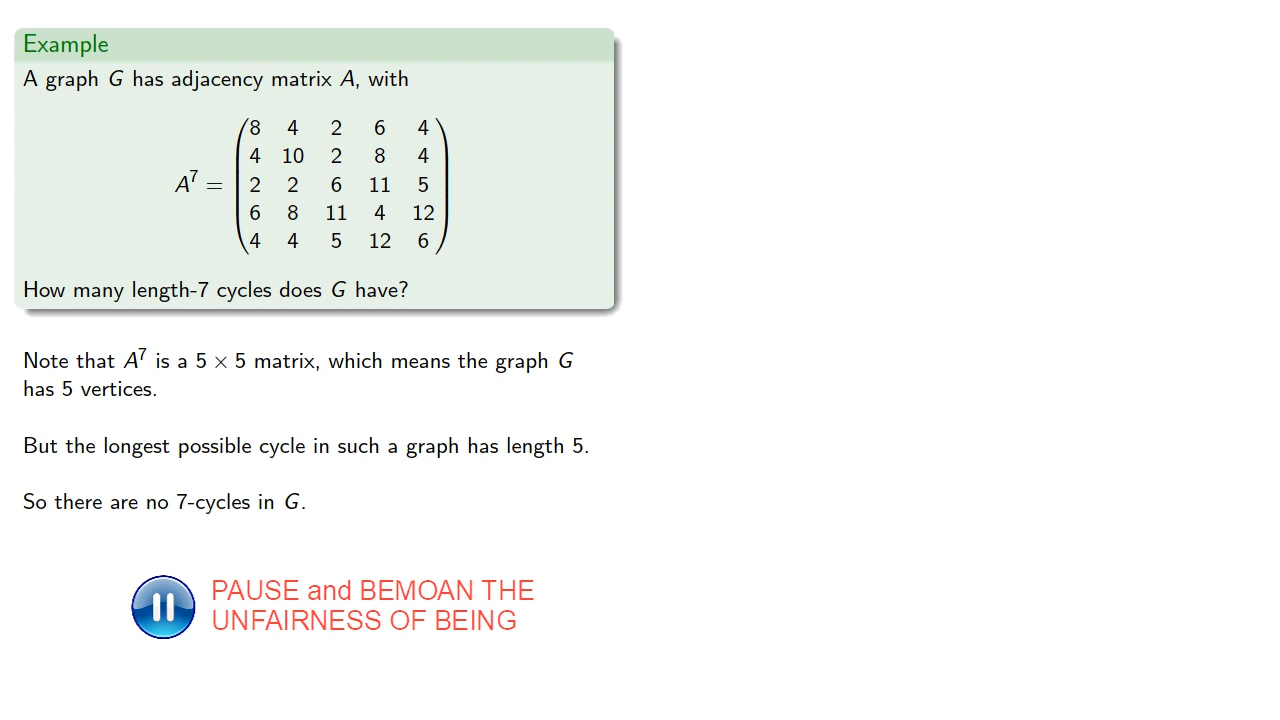 Example
A graph G has adjacency matrix A, with
8 4 2 6 4
4 10 2 8 4
A⁷ = 2 2 6 11 5
6 8 11 4 12
4 4 5 12 6
How many length-7 cycles does G have?
Note that A⁷ is a 5 × 5 matrix, which means the graph G
has 5 vertices.
But the longest possible cycle in such a graph has length 5.
So there are no 7-cycles in G.
PAUSE and BEMOAN THE
UNFAIRNESS OF BEING